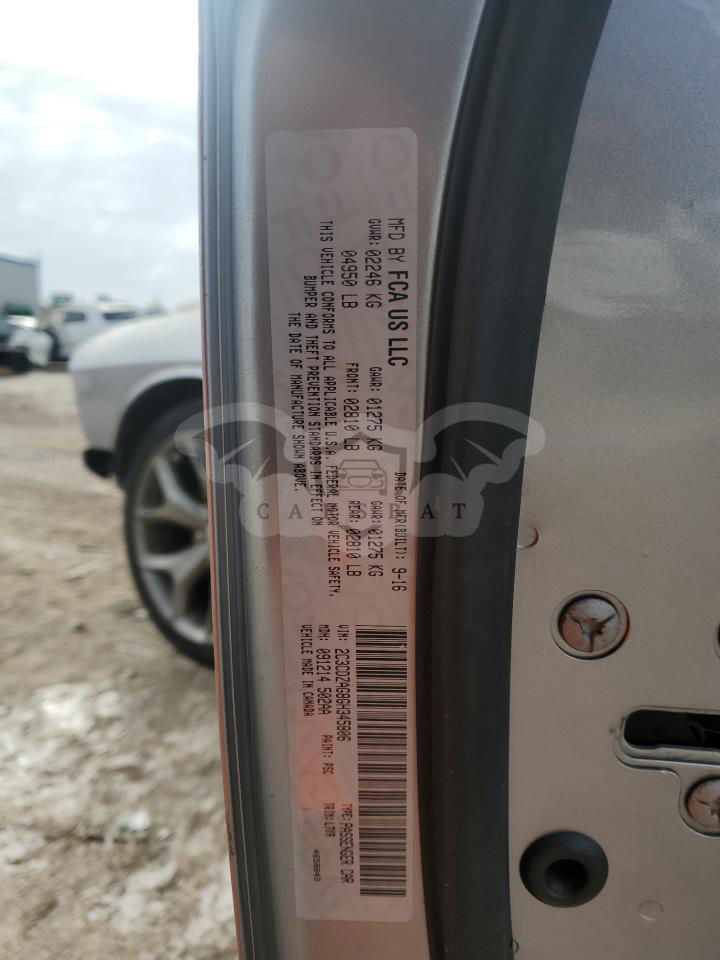 MFD BY FCA US LLC
DATE OF MFR(BUILT): 9-16
GVWR: 02246 KG
04950 LB
GAWR: 01275 KG
FRONT: 02810 LB
GAWR: 01275 KG
REAR: 02810 LB
THIS VEHICLE CONFORMS TO ALL APPLICABLE U.S.A. FEDERAL MOTOR VEHICLE SAFETY,
BUMPER AND THEFT PREVENTION STANDARDS IN EFFECT ON
THE DATE OF MANUFACTURE SHOWN ABOVE.
VIN: 2C3CDZAG8GH345806
TYPE: PASSENGER CAR
MDH: 091214 502AA
PAINT: PSC
TRIM: L7X9
VEHICLE MADE IN CANADA
4658843